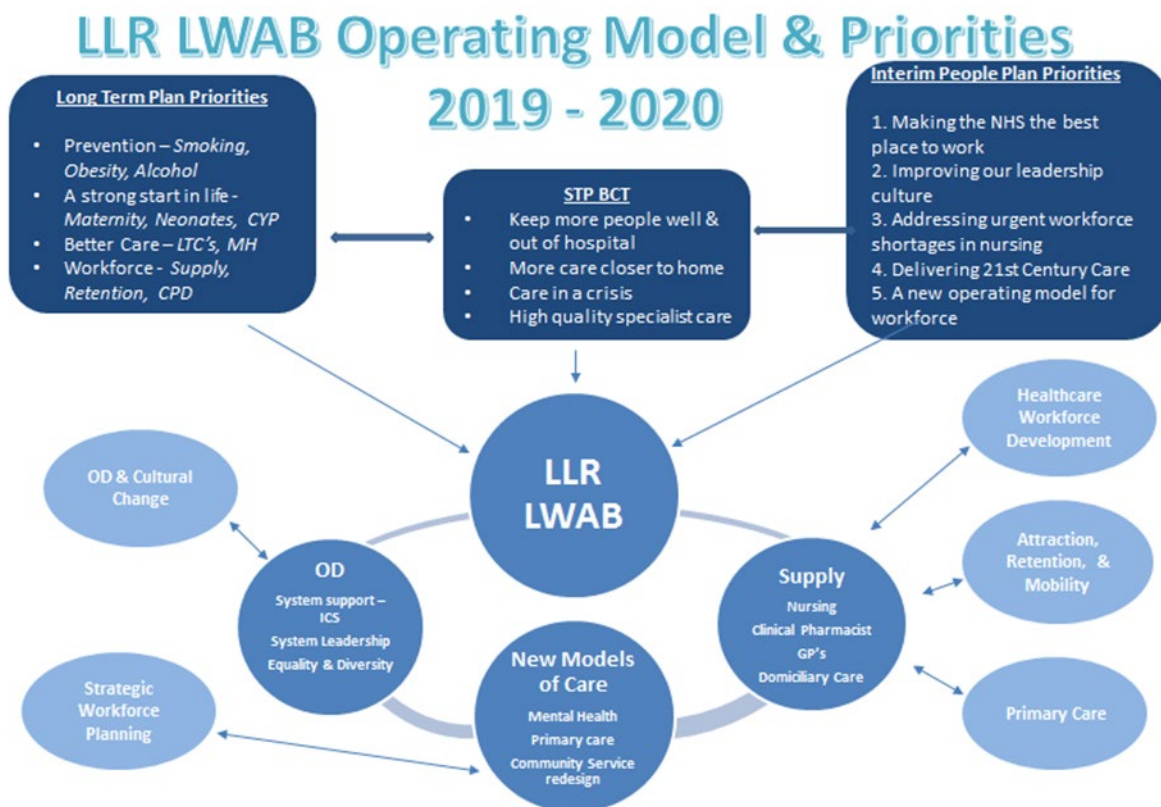 LLR LWAB Operating Model & Priorities
2019 - 2020
Long Term Plan Priorities
• Prevention – Smoking,
Obesity, Alcohol
• A strong start in life -
Maternity, Neonates, CYP
• Better Care – LTC's, MH
• Workforce - Supply,
Retention, CPD
STP BCT
• Keep more people well &
out of hospital
• More care closer to home
• Care in a crisis
• High quality specialist care
Interim People Plan Priorities
1. Making the NHS the best
place to work
2. Improving our leadership
culture
3. Addressing urgent workforce
shortages in nursing
4. Delivering 21st Century Care
5. A new operating model for
workforce
LLR
LWAB
OD & Cultural
Change
OD
System support –
ICS
System Leadership
Equality & Diversity
Strategic
Workforce
Planning
New Models
of Care
Mental Health
Primary care
Community Service
redesign
Supply
Nursing
Clinical Pharmacist
GP's
Domiciliary Care
Healthcare
Workforce
Development
Attraction,
Retention, &
Mobility
Primary Care